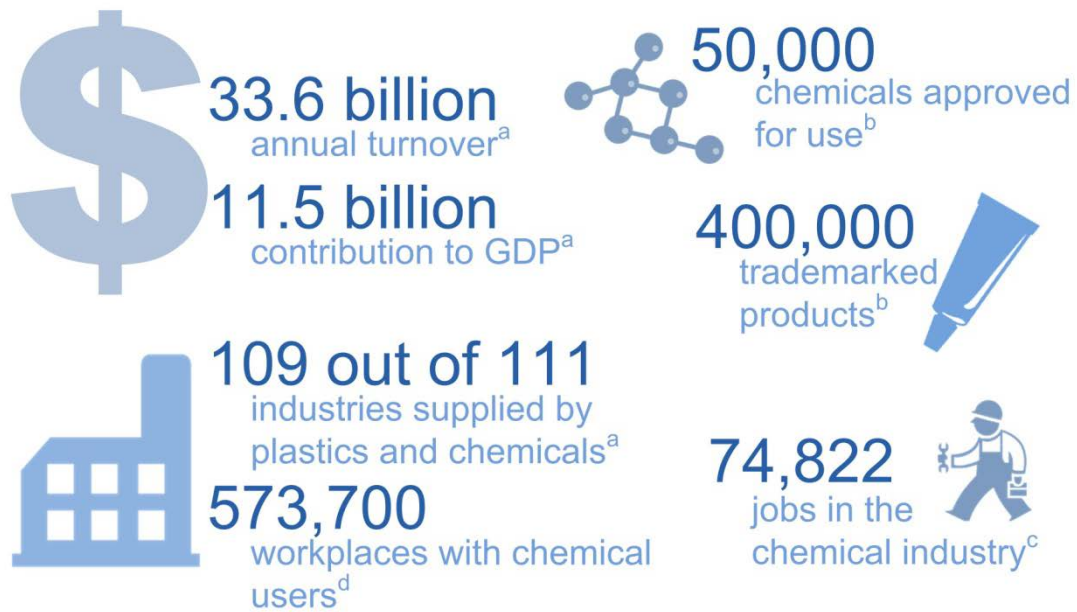 $
33.6 billion
annual turnoverᵃ
11.5 billion
contribution to GDPᵃ
50,000
chemicals approved
for useᵇ
400,000
trademarked
productsᵇ
109 out of 111
industries supplied by
plastics and chemicalsᵃ
573,700
workplaces with chemical
usersᵈ
74,822
jobs in the
chemical industryᶜ